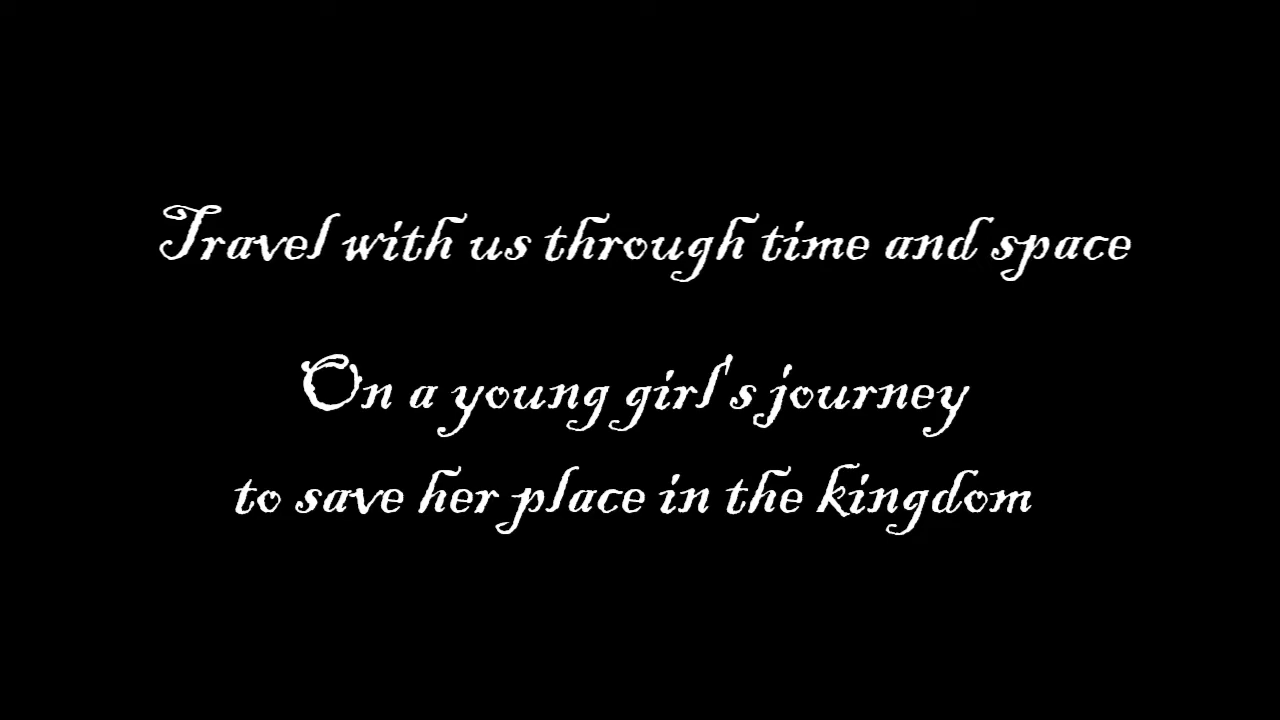 Travel with us through time and space
On a young girl's journey
to save her place in the kingdom